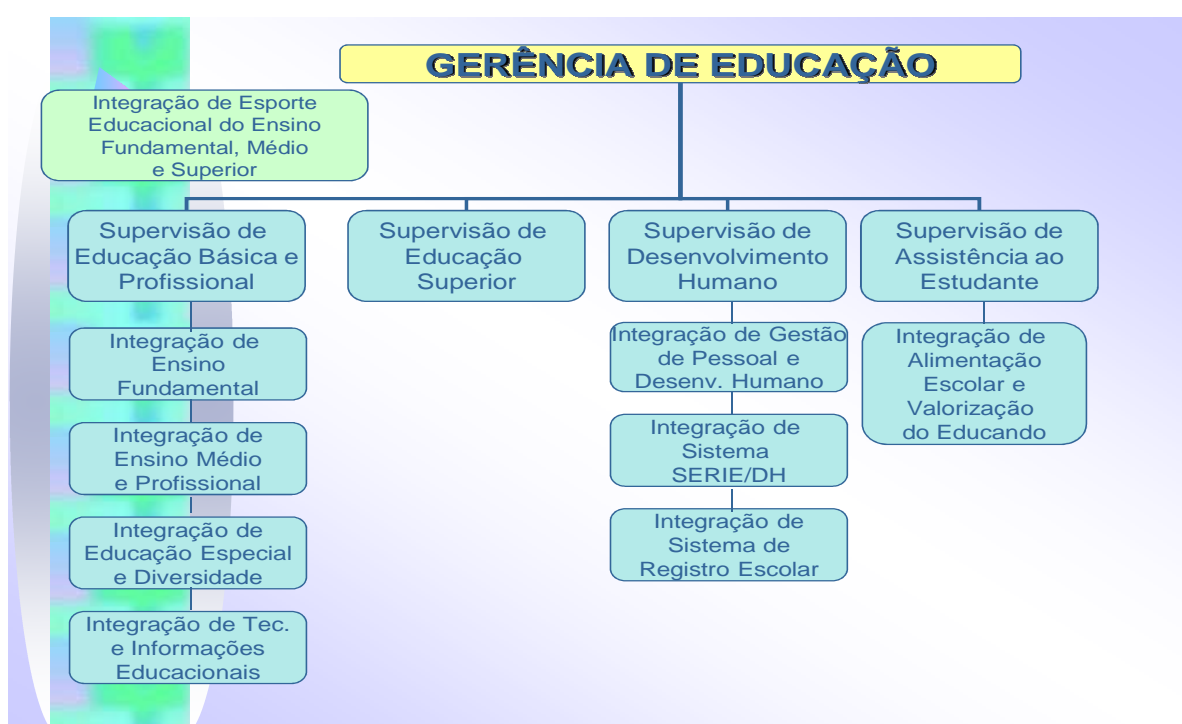 GERÊNCIA DE EDUCAÇÃO
Integração de Esporte
Educacional do Ensino
Fundamental, Médio
e Superior
Supervisão de
Educação Básica e
Profissional
Supervisão de
Educação
Superior
Supervisão de
Desenvolvimento
Humano
Supervisão de
Assistência ao
Estudante
Integração de
Ensino
Fundamental
Integração de
Ensino Médio
e Profissional
Integração de
Educação Especial
e Diversidade
Integração de Tec.
e Informações
Educacionais
Integração de Gestão
de Pessoal e
Desenv. Humano
Integração de
Sistema
SERIE/DH
Integração de
Sistema de
Registro Escolar
Integração de
Alimentação
Escolar e
Valorização
do Educando